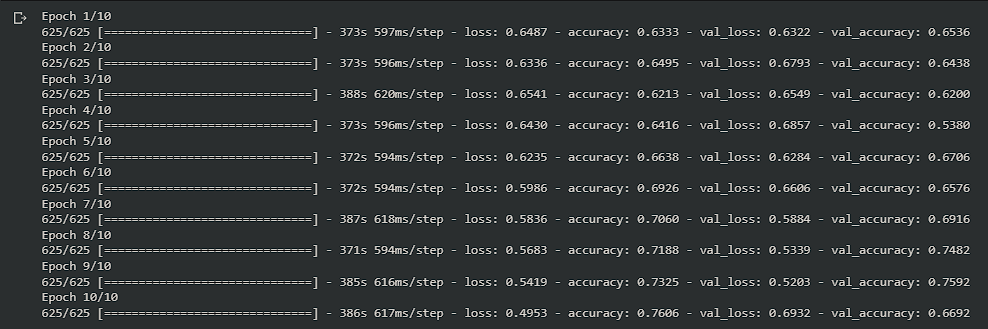 Epoch 1/10
625/625 [==============================] - 373s 597ms/step - loss: 0.6487 - accuracy: 0.6333 - val_loss: 0.6322 - val_accuracy: 0.6536
Epoch 2/10
625/625 [==============================] - 373s 596ms/step - loss: 0.6336 - accuracy: 0.6495 - val_loss: 0.6793 - val_accuracy: 0.6438
Epoch 3/10
625/625 [==============================] - 388s 620ms/step - loss: 0.6541 - accuracy: 0.6213 - val_loss: 0.6549 - val_accuracy: 0.6200
Epoch 4/10
625/625 [==============================] - 373s 596ms/step - loss: 0.6430 - accuracy: 0.6416 - val_loss: 0.6857 - val_accuracy: 0.5380
Epoch 5/10
625/625 [==============================] - 372s 594ms/step - loss: 0.6235 - accuracy: 0.6638 - val_loss: 0.6284 - val_accuracy: 0.6706
Epoch 6/10
625/625 [==============================] - 372s 594ms/step - loss: 0.5986 - accuracy: 0.6926 - val_loss: 0.6606 - val_accuracy: 0.6576
Epoch 7/10
625/625 [==============================] - 387s 618ms/step - loss: 0.5836 - accuracy: 0.7060 - val_loss: 0.5884 - val_accuracy: 0.6916
Epoch 8/10
625/625 [==============================] - 371s 594ms/step - loss: 0.5683 - accuracy: 0.7188 - val_loss: 0.5339 - val_accuracy: 0.7482
Epoch 9/10
625/625 [==============================] - 385s 616ms/step - loss: 0.5419 - accuracy: 0.7325 - val_loss: 0.5203 - val_accuracy: 0.7592
Epoch 10/10
625/625 [==============================] - 386s 617ms/step - loss: 0.4953 - accuracy: 0.7606 - val_loss: 0.6932 - val_accuracy: 0.6692